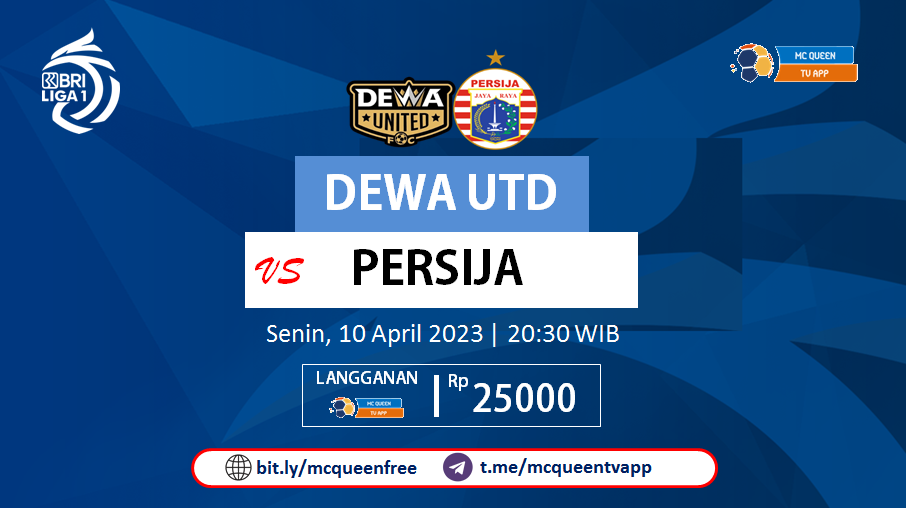 BRI
LIGA 1
MC QUEEN
TV APP
DEWA
UNITED
FC
PERSIJA
JAYA RAYA
DEWA UTD
VS PERSIJA
Senin, 10 April 2023 | 20:30 WIB
LANGGANAN
MC QUEEN
TV APP
Rp 25000
bit.ly/mcqueenfree
t.me/mcqueentvapp